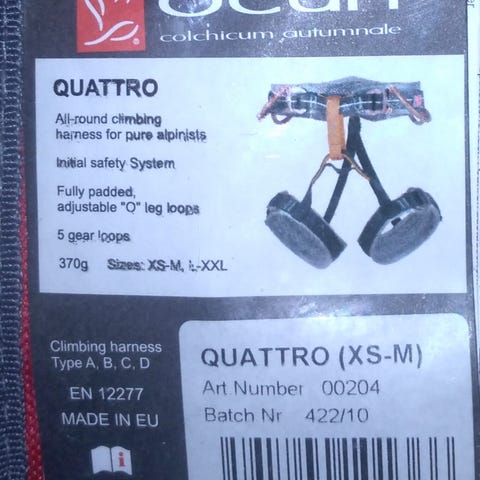 ocun
colchicum autumnale
QUATTRO
All-round climbing
harness for pure alpinists
Initial safety System
Fully padded,
adjustable "O" leg loops
5 gear loops
370g Sizes: XS-M, L-XXL
Climbing harness
Type A, B, C, D
EN 12277
MADE IN EU
QUATTRO (XS-M)
Art Number 00204
Batch Nr 422/10